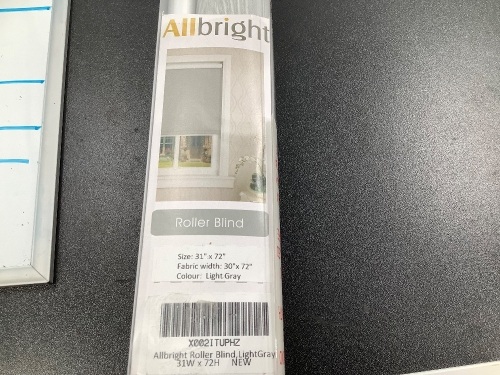 Allbright
Roller Blind
Size: 31" x 72"
Fabric width: 30"x 72"
Colour: Light Gray
X002ITUPHZ
Allbright Roller Blind,LightGray
31W x 72H NEW